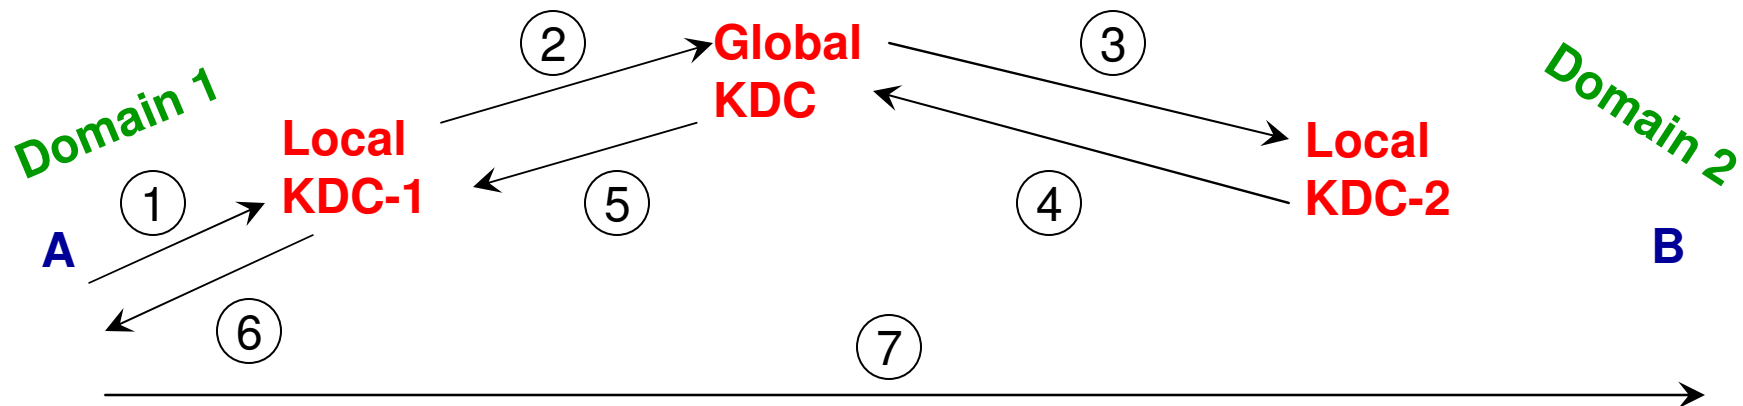 Domain 1
A
1
Local
KDC-1
2
Global
KDC
3
Local
KDC-2
Domain 2
B
4
5
6
7